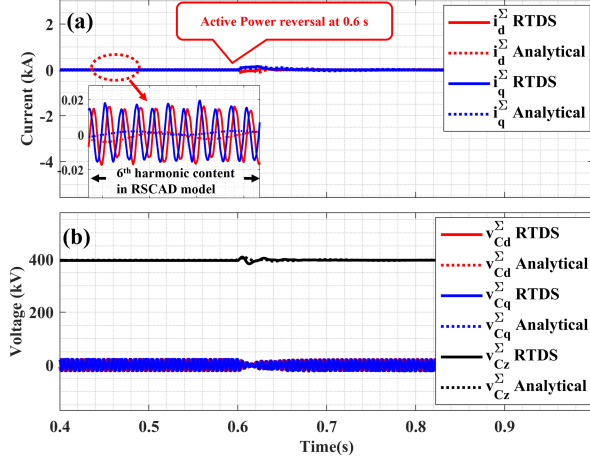 (a)
Active Power reversal at 0.6 s
2
0
-2
-4
Current (kA)
0.02
0
-0.02
6th harmonic content
in RSCAD model
i_d^Σ RTDS
i_d^Σ Analytical
i_q^Σ RTDS
i_q^Σ Analytical
(b)
400
200
0
Voltage (kV)
v_Cd^Σ RTDS
v_Cd^Σ Analytical
v_Cq^Σ RTDS
v_Cq^Σ Analytical
v_Cz^Σ RTDS
v_Cz^Σ Analytical
0.4 0.5 0.6 0.7 0.8 0.9
Time(s)